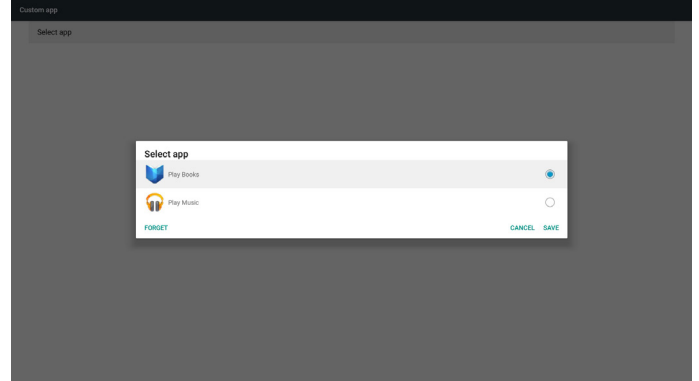 Custom app
Select app
Select app
Play Books
Play Music
FORGET CANCEL SAVE